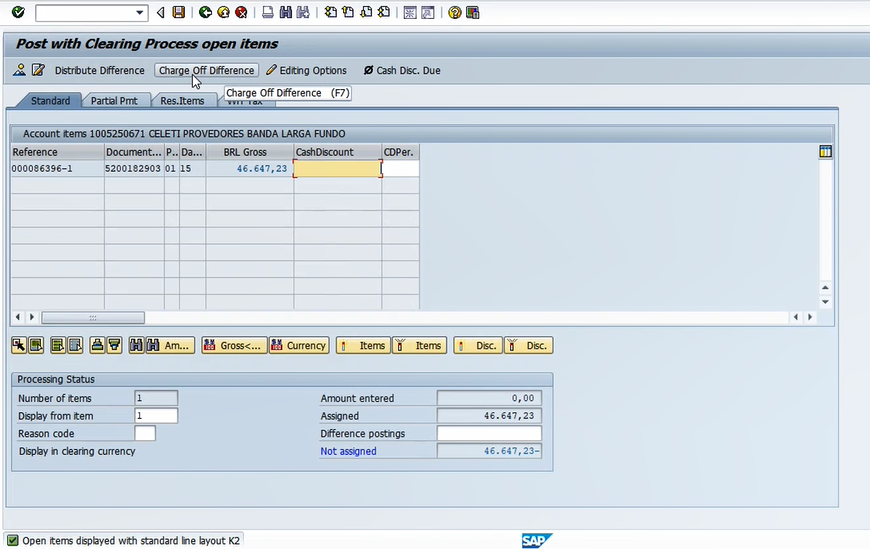 Post with Clearing Process open items
Distribute Difference Charge Off Difference Editing Options Cash Disc. Due
Charge Off Difference (F7)
Standard Partial Pmt Res.Items WH Tax
Account items 1005250671 CELETI PROVEDORES BANDA LARGA FUNDO
Reference Document... P.. Da... BRL Gross CashDiscount CDPer.
000086396-1 5200182903 01 15 46.647,23
Am... Gross<... Currency Items Items Disc. Disc.
Processing Status
Number of items 1 Amount entered 0,00
Display from item 1 Assigned 46.647,23
Reason code Difference postings
Display in clearing currency Not assigned 46.647,23-
Open items displayed with standard line layout K2 SAP